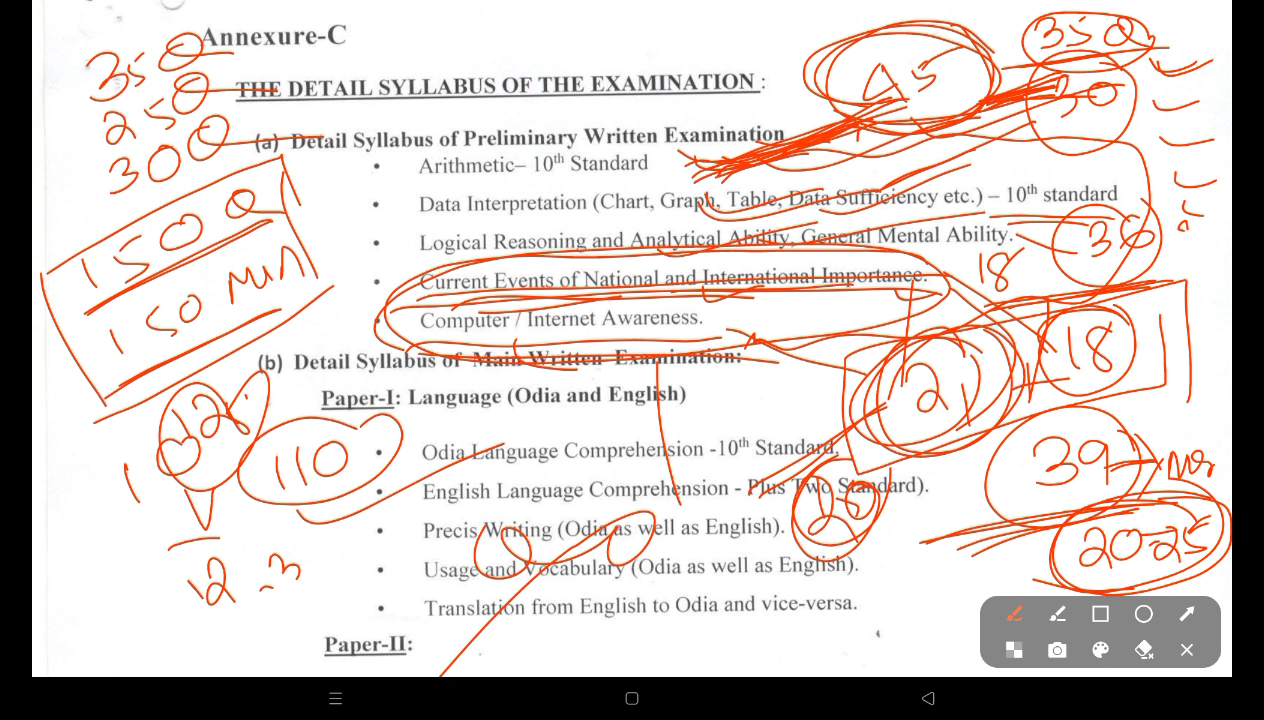 Annexure-C
35Q
350
45
THE DETAIL SYLLABUS OF THE EXAMINATION :
250
30
(a) Detail Syllabus of Preliminary Written Examination
300
• Arithmetic– 10th Standard
• Data Interpretation (Chart, Graph, Table, Data Sufficiency etc.) – 10th standard
150 Q
• Logical Reasoning and Analytical Ability, General Mental Ability.
36
• Current Events of National and International Importance.
18
150 Min
• Computer / Internet Awareness.
18
(b) Detail Syllabus of Main Written Examination:
21
Paper-I: Language (Odia and English)
110
• Odia Language Comprehension -10th Standard,
39
• English Language Comprehension - Plus Two Standard).
• Precis Writing (Odia as well as English).
20-25
• Usage and Vocabulary (Odia as well as English).
12-3
• Translation from English to Odia and vice-versa.
Paper-II: